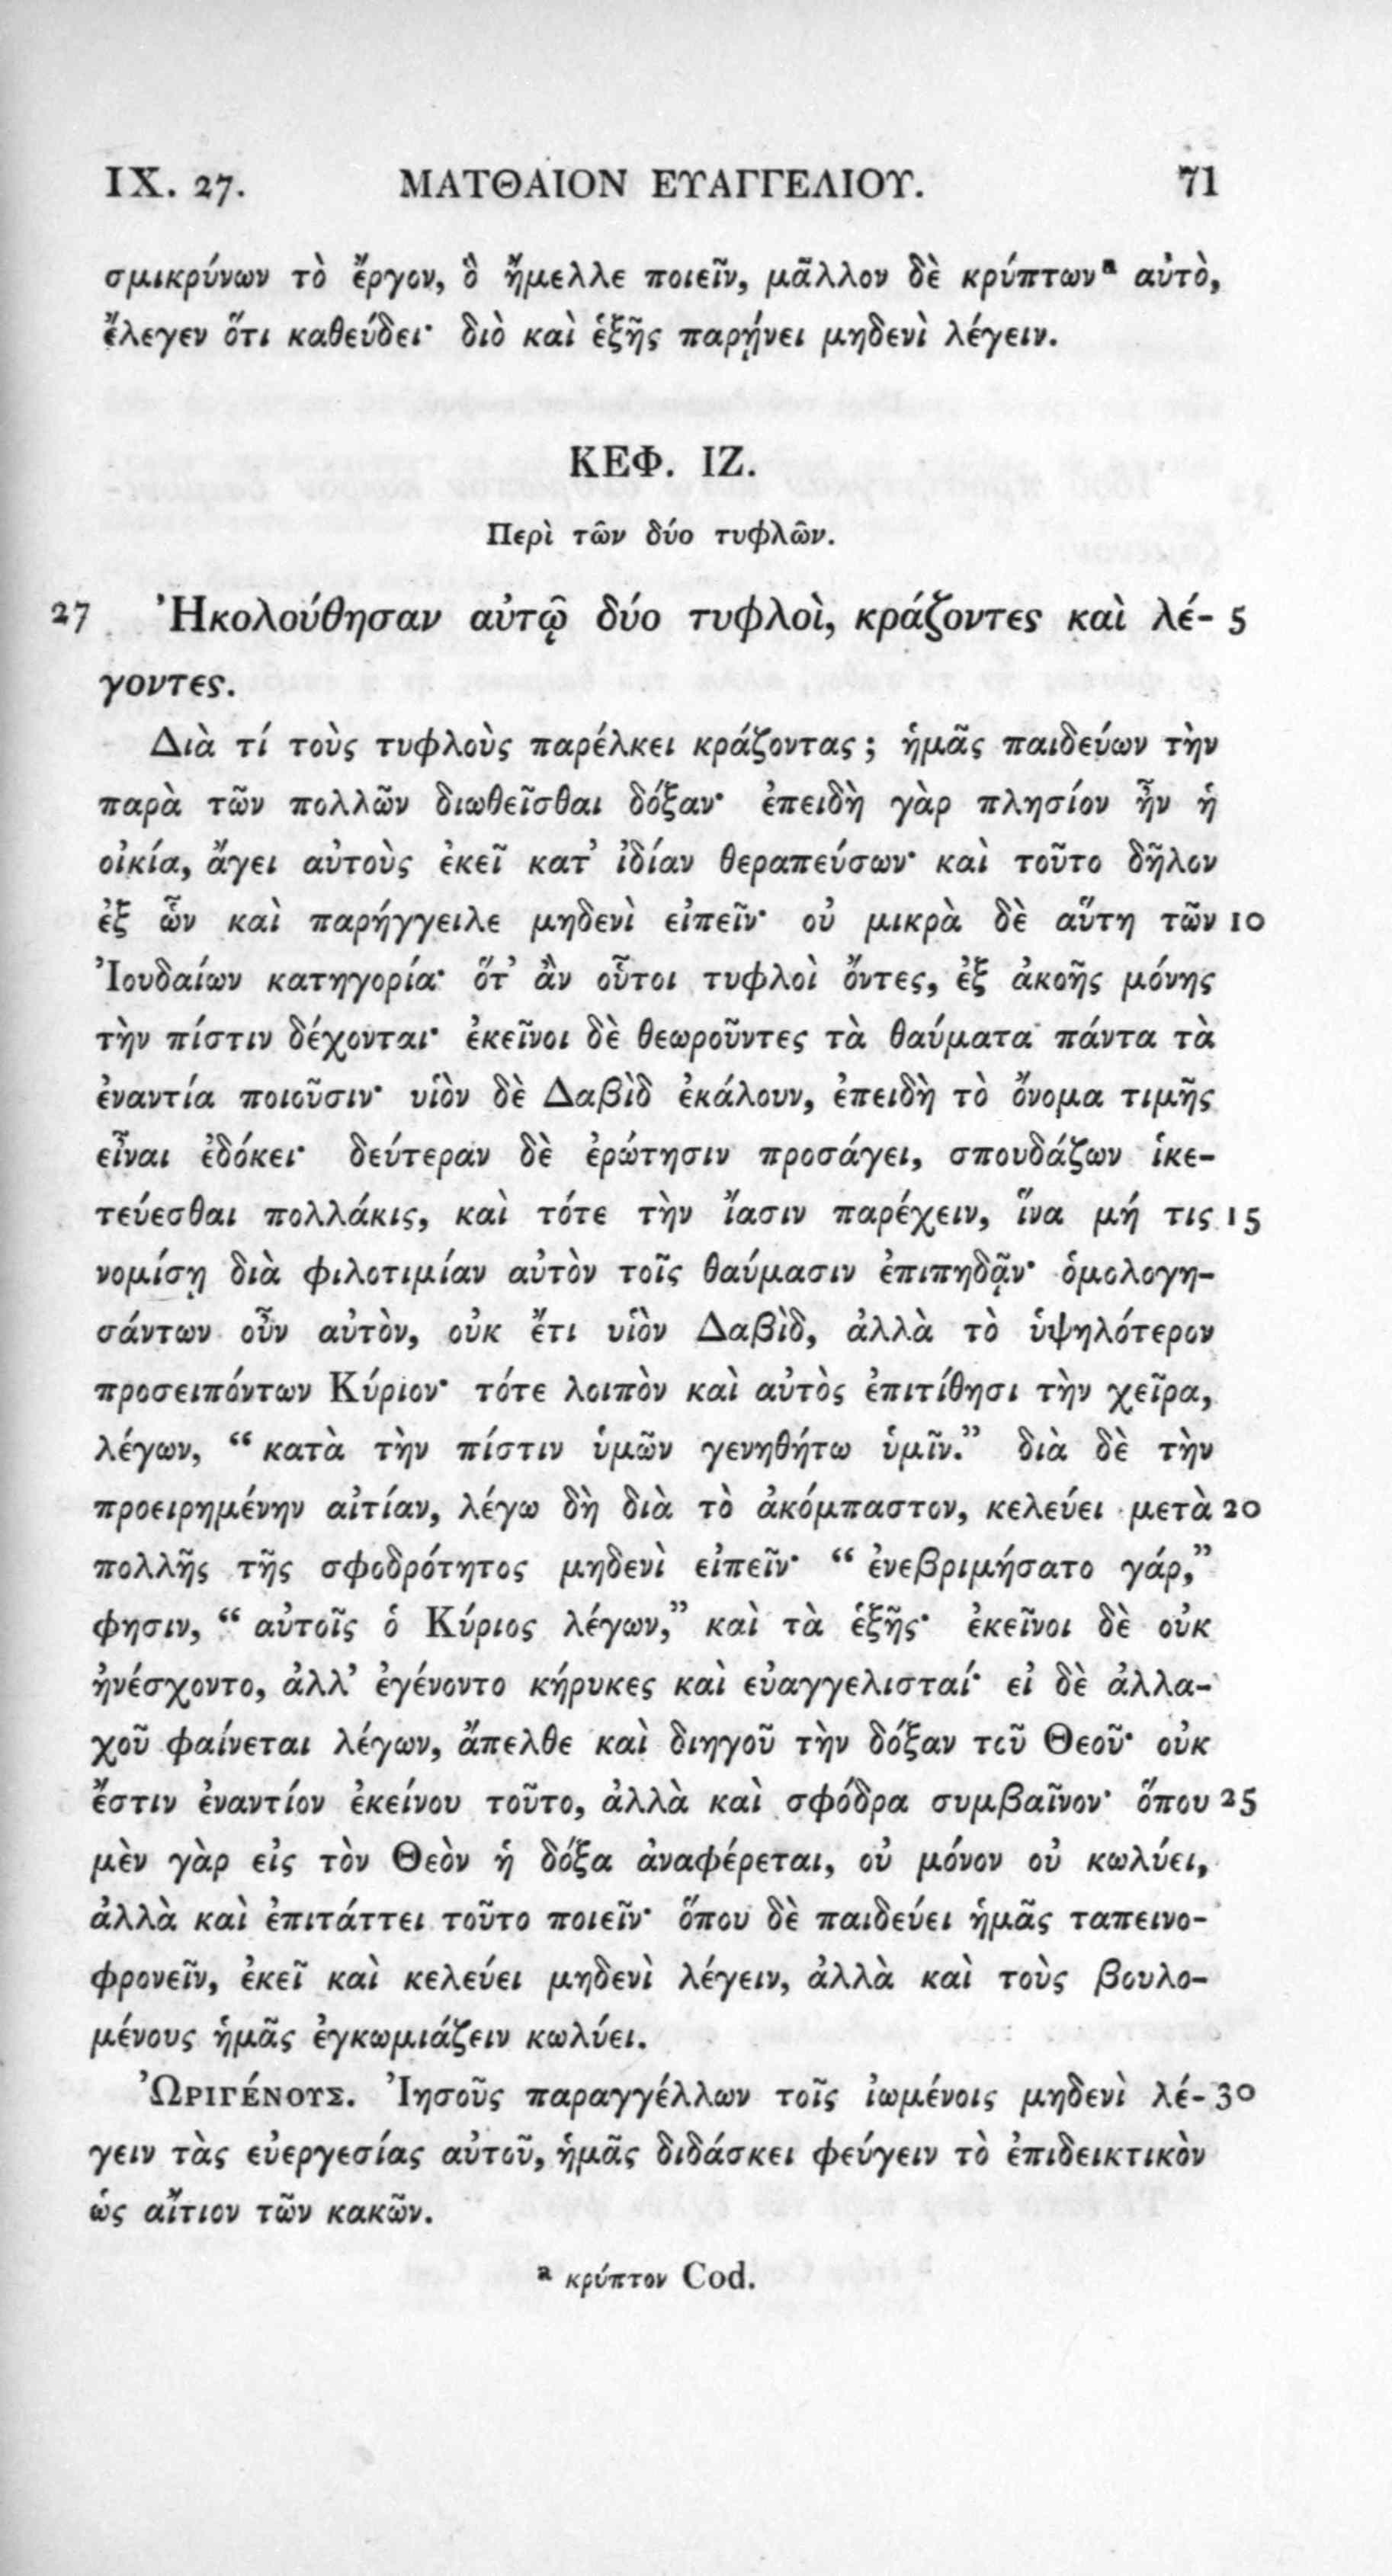 IX. 27. ΜΑΤΘΑΙΟΝ ΕΥΑΓΓΕΛΙΟΥ. 71
σμικρύνων τὸ ἔργον, ὃ ἤμελλε ποιεῖν, μᾶλλον δὲ κρύπτων ᵃ αὐτὸ,
ἔλεγεν ὅτι καθεύδει· διὸ καὶ ἑξῆς παρῄνει μηδενὶ λέγειν.
ΚΕΦ. ΙΖ.
Περὶ τῶν δύο τυφλῶν.
27 Ἠκολούθησαν αὐτῷ δύο τυφλοὶ, κράζοντες καὶ λέ- 5
γοντες.
Διὰ τί τοὺς τυφλοὺς παρέλκει κράζοντας; ἡμᾶς παιδεύων τὴν
παρὰ τῶν πολλῶν διωθεῖσθαι δόξαν· ἐπειδὴ γὰρ πλησίον ἦν ἡ
οἰκία, ἄγει αὐτοὺς ἐκεῖ κατ’ ἰδίαν θεραπεύσων· καὶ τοῦτο δῆλον
ἐξ ὧν καὶ παρήγγειλε μηδενὶ εἰπεῖν· οὐ μικρὰ δὲ αὕτη τῶν 10
Ἰουδαίων κατηγορία· ὅτ’ ἂν οὗτοι τυφλοὶ ὄντες, ἐξ ἀκοῆς μόνης
τὴν πίστιν δέχονται· ἐκεῖνοι δὲ θεωροῦντες τὰ θαύματα πάντα τὰ
ἐναντία ποιοῦσιν· υἱὸν δὲ Δαβὶδ ἐκάλουν, ἐπειδὴ τὸ ὄνομα τιμῆς
εἶναι ἐδόκει· δεύτεραν δὲ ἐρώτησιν προσάγει, σπουδάζων ἱκε-
τεύεσθαι πολλάκις, καὶ τότε τὴν ἴασιν παρέχειν, ἵνα μή τις 15
νομίσῃ διὰ φιλοτιμίαν αὐτὸν τοῖς θαύμασιν ἐπιπηδᾷν· ὁμολογη-
σάντων οὖν αὐτὸν, οὐκ ἔτι υἱὸν Δαβὶδ, ἀλλὰ τὸ ὑψηλότερον
προσειπόντων Κύριον· τότε λοιπὸν καὶ αὐτὸς ἐπιτίθησι τὴν χεῖρα,
λέγων, “ κατὰ τὴν πίστιν ὑμῶν γενηθήτω ὑμῖν.” διὰ δὲ τὴν
προειρημένην αἰτίαν, λέγω δὴ διὰ τὸ ἀκόμπαστον, κελεύει μετὰ 20
πολλῆς τῆς σφοδρότητος μηδενὶ εἰπεῖν· “ ἐνεβριμήσατο γάρ,”
φησιν, “ αὐτοῖς ὁ Κύριος λέγων,” καὶ τὰ ἑξῆς· ἐκεῖνοι δὲ οὐκ
ἠνέσχοντο, ἀλλ’ ἐγένοντο κήρυκες καὶ εὐαγγελισταί· εἰ δὲ ἀλλα-
χοῦ φαίνεται λέγων, ἄπελθε καὶ διηγοῦ τὴν δόξαν τοῦ Θεοῦ· οὐκ
ἔστιν ἐναντίον ἐκείνου τοῦτο, ἀλλὰ καὶ σφόδρα συμβαῖνον· ὅπου 25
μὲν γὰρ εἰς τὸν Θεὸν ἡ δόξα ἀναφέρεται, οὐ μόνον οὐ κωλύει,
ἀλλὰ καὶ ἐπιτάττει τοῦτο ποιεῖν· ὅπου δὲ παιδεύει ἡμᾶς ταπεινο-
φρονεῖν, ἐκεῖ καὶ κελεύει μηδενὶ λέγειν, ἀλλὰ καὶ τοὺς βουλο-
μένους ἡμᾶς ἐγκωμιάζειν κωλύει.
ὨΡΙΓΈΝΟΥΣ. Ἰησοῦς παραγγέλλων τοῖς ἰωμένοις μηδενὶ λέ- 30
γειν τὰς εὐεργεσίας αὐτοῦ, ἡμᾶς διδάσκει φεύγειν τὸ ἐπιδεικτικὸν
ὡς αἴτιον τῶν κακῶν.
ᵃ κρύπτον Cod.